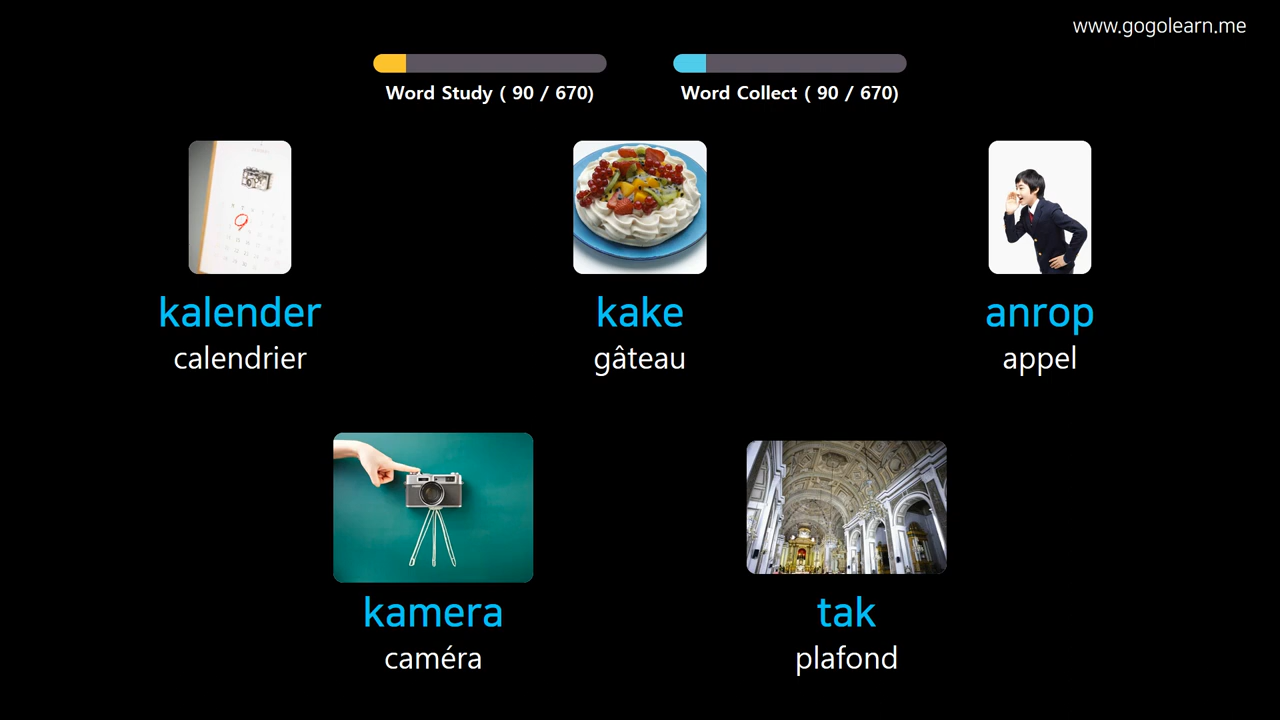 www.gogolearn.me
Word Study ( 90 / 670)
Word Collect ( 90 / 670)
kalender
calendrier
kake
gâteau
anrop
appel
kamera
caméra
tak
plafond